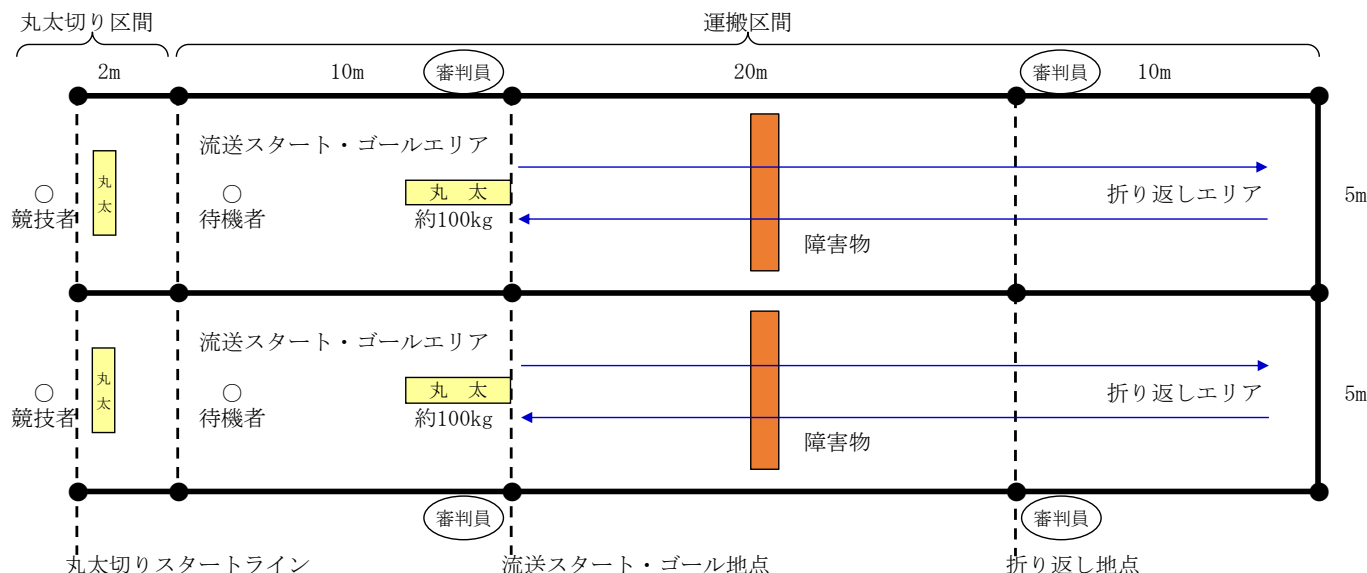 丸太切り区間
運搬区間
2m
10m
審判員
20m
審判員
10m
流送スタート・ゴールエリア
丸太
○
競技者
○
待機者
丸 太
約100kg
折り返しエリア
障害物
5m
流送スタート・ゴールエリア
丸太
○
競技者
○
待機者
丸 太
約100kg
折り返しエリア
障害物
5m
審判員
審判員
丸太切りスタートライン
流送スタート・ゴール地点
折り返し地点